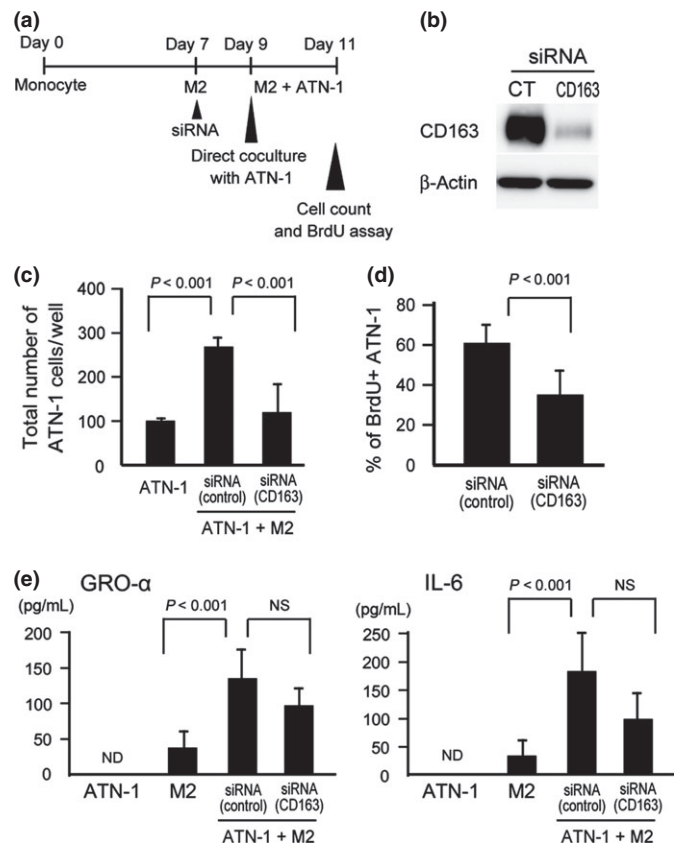 (a)
Day 0 Day 7 Day 9 Day 11
Monocyte M2 M2 + ATN-1
siRNA
Direct coculture
with ATN-1
Cell count
and BrdU assay
(b)
siRNA
CT CD163
CD163
β-Actin
(c)
P < 0.001 P < 0.001
Total number of
ATN-1 cells/well
400
300
200
100
0
ATN-1 siRNA (control) siRNA (CD163)
ATN-1 + M2
(d)
P < 0.001
% of BrdU+ ATN-1
80
60
40
20
0
siRNA (control) siRNA (CD163)
(e)
GRO-α
(pg/mL)
P < 0.001 NS
200
150
100
50
0
ND
ATN-1 M2 siRNA (control) siRNA (CD163)
ATN-1 + M2
IL-6
(pg/mL)
P < 0.001 NS
250
200
150
100
50
0
ND
ATN-1 M2 siRNA (control) siRNA (CD163)
ATN-1 + M2